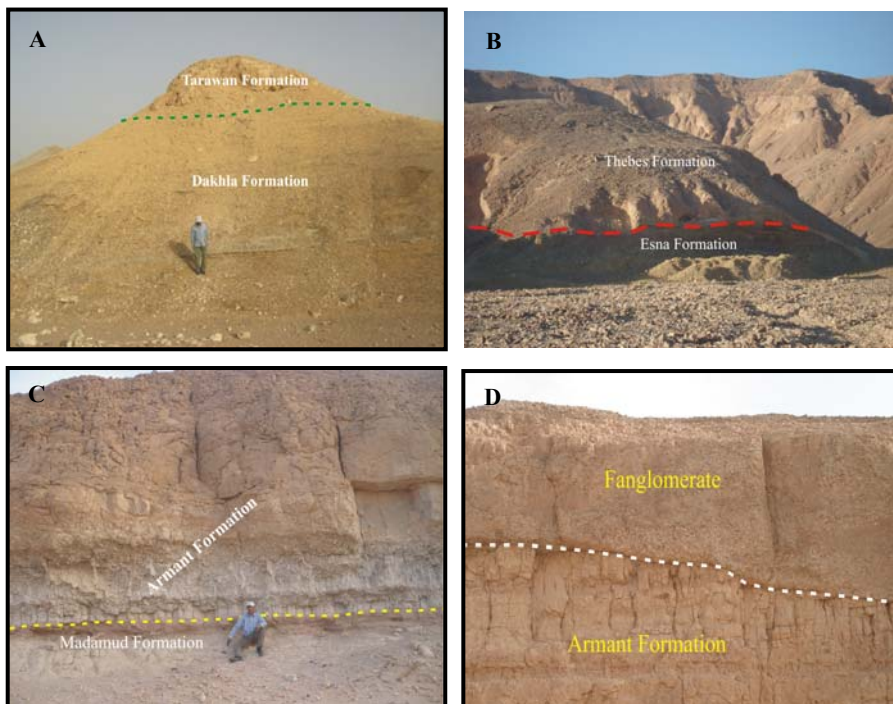 A
Tarawan Formation
Dakhla Formation
B
Thebes Formation
Esna Formation
C
Armant Formation
Madamud Formation
D
Fanglomerate
Armant Formation